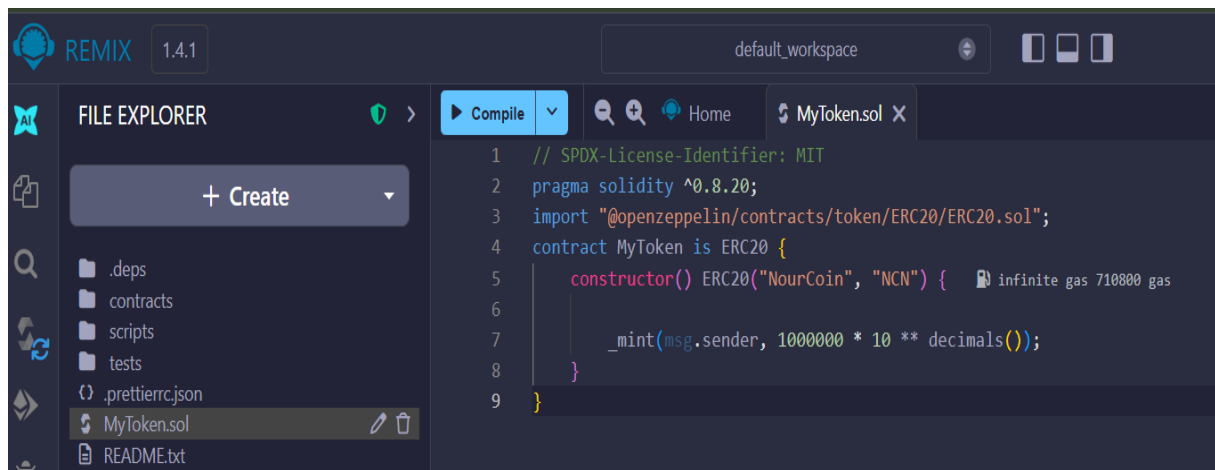 REMIX 1.4.1 default_workspace
AI FILE EXPLORER Compile Home MyToken.sol
+ Create
.deps
contracts
scripts
tests
.prettierrc.json
MyToken.sol
README.txt
1 // SPDX-License-Identifier: MIT
2 pragma solidity ^0.8.20;
3 import "@openzeppelin/contracts/token/ERC20/ERC20.sol";
4 contract MyToken is ERC20 {
5 constructor() ERC20("NourCoin", "NCN") { infinite gas 710800 gas
6
7 _mint(msg.sender, 1000000 * 10 ** decimals());
8 }
9 }